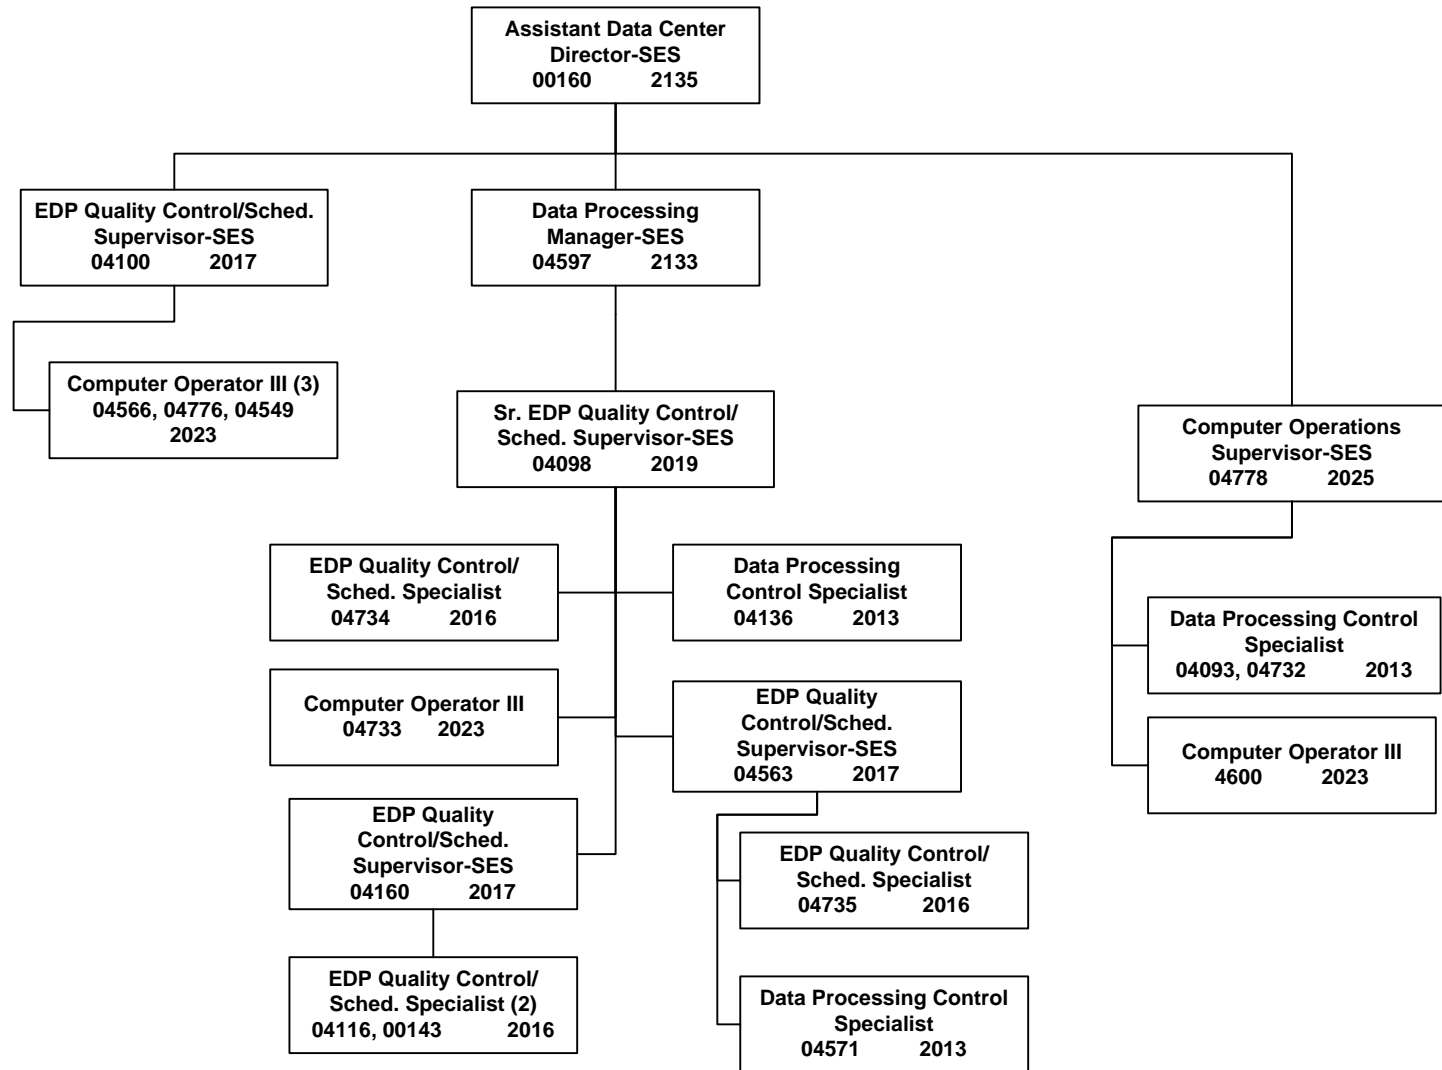 Assistant Data Center
Director-SES
00160 2135
EDP Quality Control/Sched.
Supervisor-SES
04100 2017
Data Processing
Manager-SES
04597 2133
Computer Operator III (3)
04566, 04776, 04549
2023
Sr. EDP Quality Control/
Sched. Supervisor-SES
04098 2019
Computer Operations
Supervisor-SES
04778 2025
EDP Quality Control/
Sched. Specialist
04734 2016
Data Processing
Control Specialist
04136 2013
Data Processing Control
Specialist
04093, 04732 2013
Computer Operator III
04733 2023
EDP Quality
Control/Sched.
Supervisor-SES
04563 2017
Computer Operator III
4600 2023
EDP Quality
Control/Sched.
Supervisor-SES
04160 2017
EDP Quality Control/
Sched. Specialist
04735 2016
EDP Quality Control/
Sched. Specialist (2)
04116, 00143 2016
Data Processing Control
Specialist
04571 2013